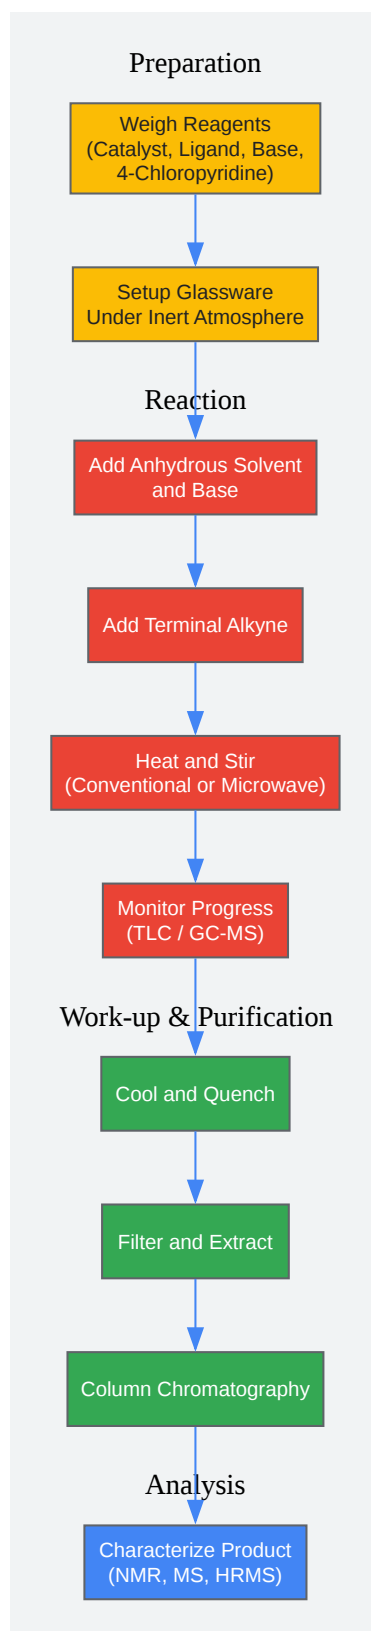 Preparation
Weigh Reagents
(Catalyst, Ligand, Base,
4-Chloropyridine)
Setup Glassware
Under Inert Atmosphere
Reaction
Add Anhydrous Solvent
and Base
Add Terminal Alkyne
Heat and Stir
(Conventional or Microwave)
Monitor Progress
(TLC / GC-MS)
Work-up & Purification
Cool and Quench
Filter and Extract
Column Chromatography
Analysis
Characterize Product
(NMR, MS, HRMS)